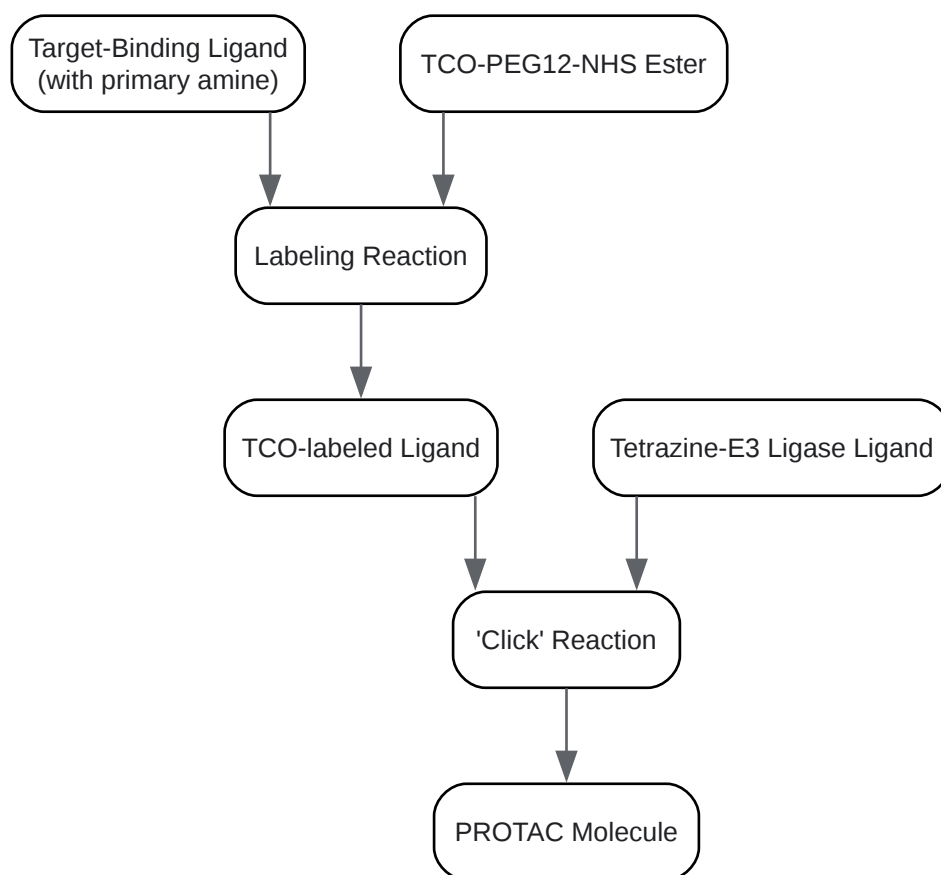 Target-Binding Ligand
(with primary amine)
TCO-PEG12-NHS Ester
Labeling Reaction
TCO-labeled Ligand
Tetrazine-E3 Ligase Ligand
'Click' Reaction
PROTAC Molecule